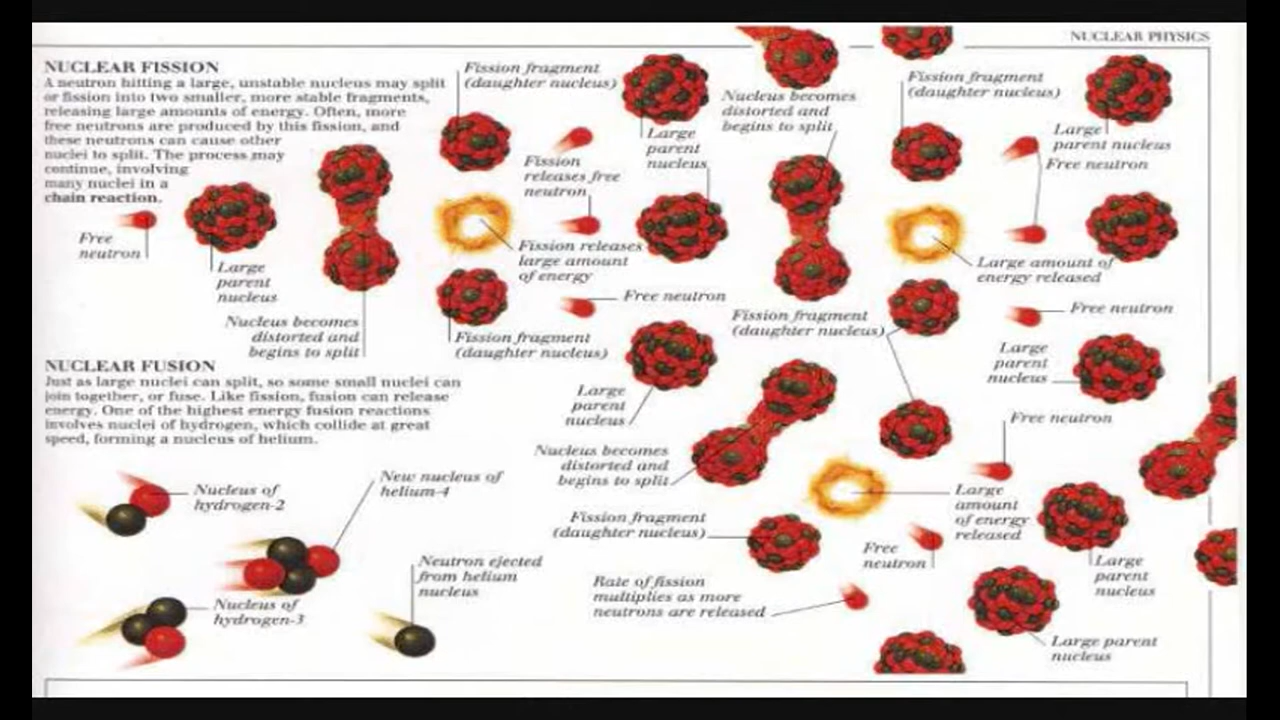 NUCLEAR PHYSICS
NUCLEAR FISSION
A neutron hitting a large, unstable nucleus may split
or fission into two smaller, more stable fragments,
releasing large amounts of energy. Often, more
free neutrons are produced by this fission, and
these neutrons can cause other
nuclei to split. The process may
continue, involving
many nuclei in a
chain reaction.
Free
neutron
Large
parent
nucleus
Nucleus becomes
distorted and
begins to split
Fission fragment
(daughter nucleus)
Fission
releases free
neutron
Fission releases
large amount
of energy
Free neutron
Fission fragment
(daughter nucleus)
Large
parent
nucleus
Nucleus becomes
distorted and
begins to split
Fission fragment
(daughter nucleus)
Large
parent nucleus
Free neutron
Large amount of
energy released
Free neutron
Fission fragment
(daughter nucleus)
Large
parent
nucleus
Large
parent
nucleus
Free neutron
Nucleus becomes
distorted and
begins to split
Large
amount
of energy
released
Fission fragment
(daughter nucleus)
Free
neutron
Large
parent
nucleus
Rate of fission
multiplies as more
neutrons are released
Large parent
nucleus
NUCLEAR FUSION
Just as large nuclei can split, so some small nuclei can
join together, or fuse. Like fission, fusion can release
energy. One of the highest energy fusion reactions
involves nuclei of hydrogen, which collide at great
speed, forming a nucleus of helium.
Nucleus of
hydrogen-2
New nucleus of
helium-4
Neutron ejected
from helium
nucleus
Nucleus of
hydrogen-3